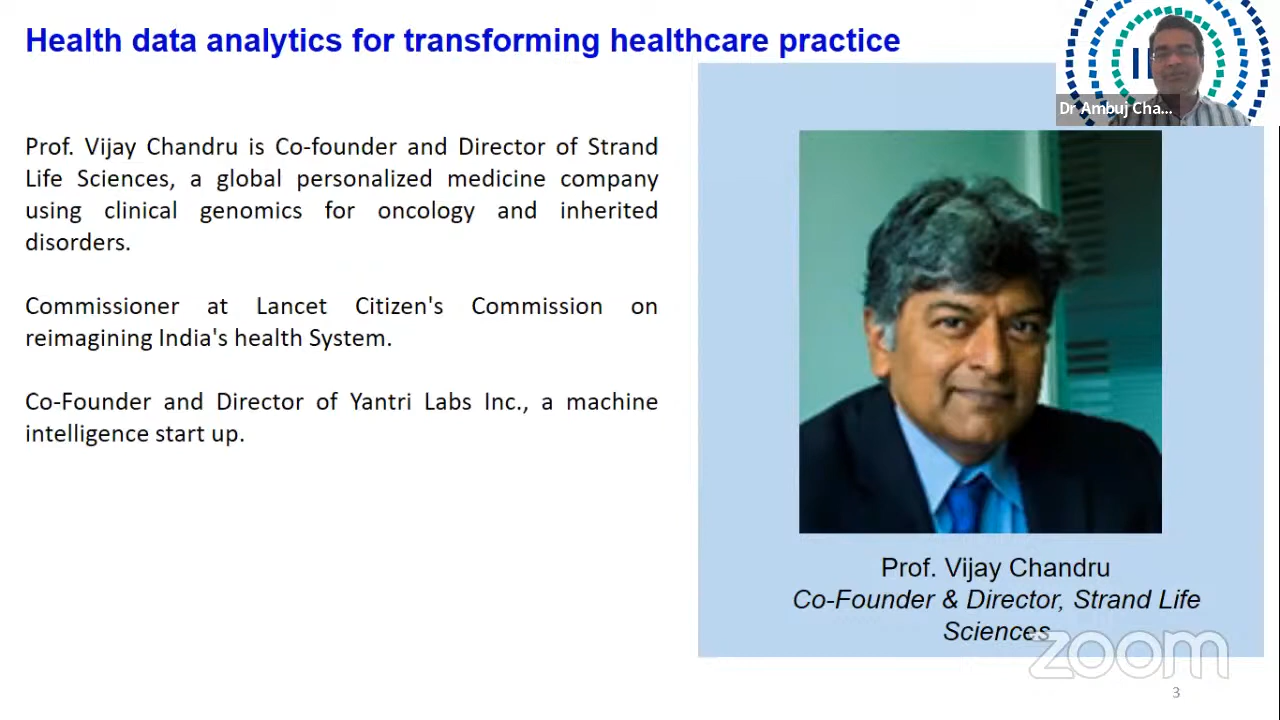 Health data analytics for transforming healthcare practice
Dr Ambuj Cha...
Prof. Vijay Chandru is Co-founder and Director of Strand
Life Sciences, a global personalized medicine company
using clinical genomics for oncology and inherited
disorders.
Commissioner at Lancet Citizen's Commission on
reimagining India's health System.
Co-Founder and Director of Yantri Labs Inc., a machine
intelligence start up.
Prof. Vijay Chandru
Co-Founder & Director, Strand Life
Sciences
zoom
3